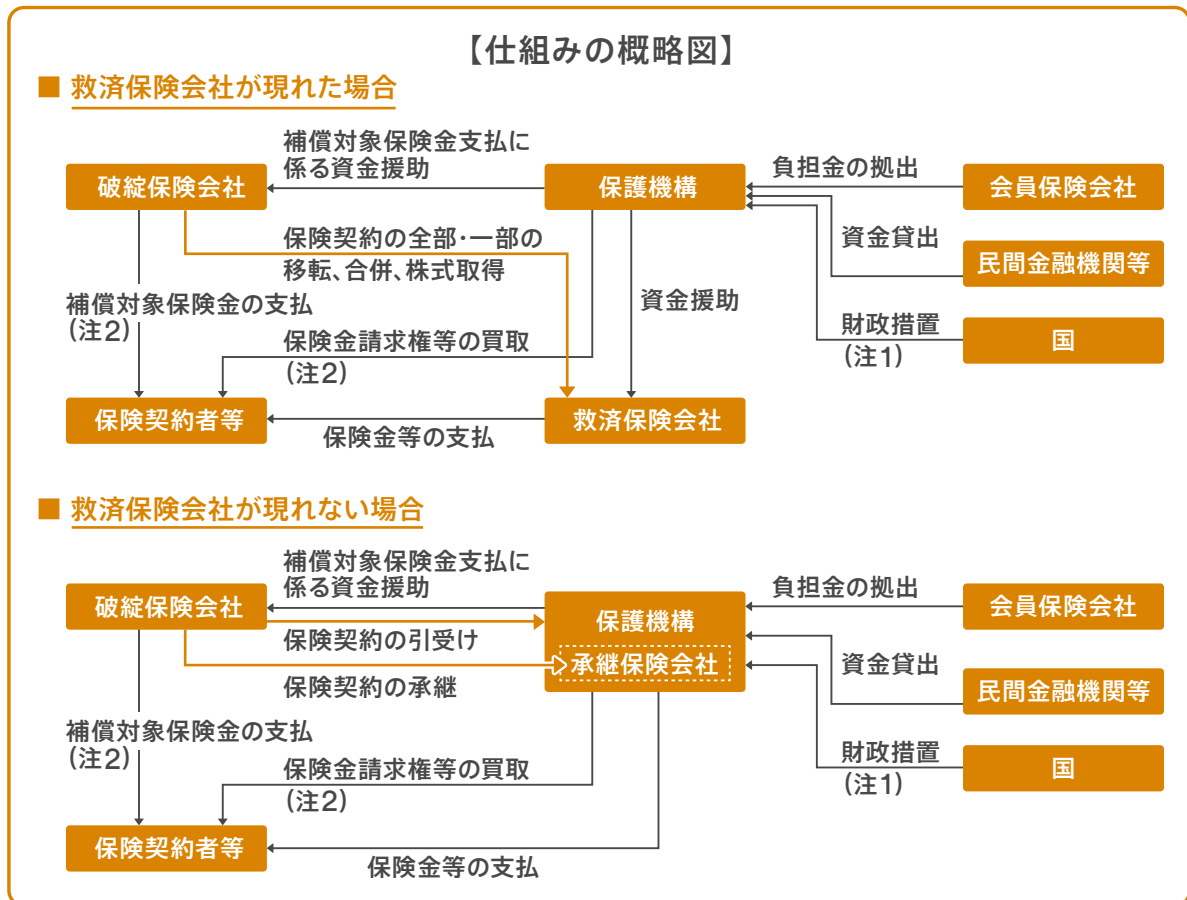 【仕組みの概略図】
■ 救済保険会社が現れた場合
補償対象保険金支払に
係る資金援助
破綻保険会社
保護機構
負担金の拠出
会員保険会社
保険契約の全部・一部の
移転、合併、株式取得
資金貸出
民間金融機関等
補償対象保険金の支払
(注2)
資金援助
保険金請求権等の買取
(注2)
財政措置
(注1)
国
保険契約者等
保険金等の支払
救済保険会社
■ 救済保険会社が現れない場合
補償対象保険金支払に
係る資金援助
破綻保険会社
保護機構
承継保険会社
負担金の拠出
会員保険会社
保険契約の引受け
保険契約の承継
資金貸出
民間金融機関等
補償対象保険金の支払
(注2)
保険金請求権等の買取
(注2)
財政措置
(注1)
国
保険契約者等
保険金等の支払